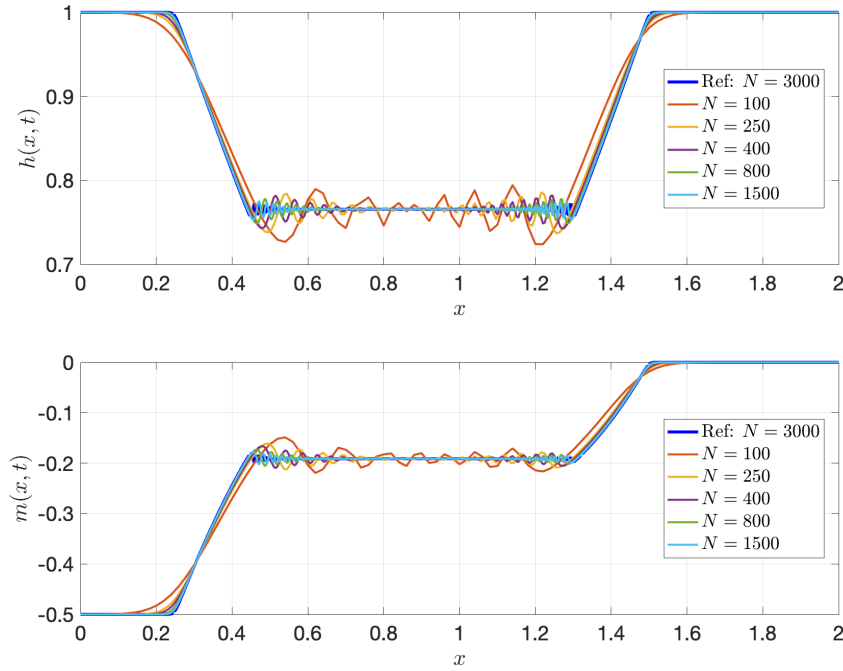 1
0.9
0.8
0.7
h(x, t)
0 0.2 0.4 0.6 0.8 1 1.2 1.4 1.6 1.8 2
x
Ref: N = 3000
N = 100
N = 250
N = 400
N = 800
N = 1500
0
-0.1
-0.2
-0.3
-0.4
-0.5
m(x, t)
0 0.2 0.4 0.6 0.8 1 1.2 1.4 1.6 1.8 2
x
Ref: N = 3000
N = 100
N = 250
N = 400
N = 800
N = 1500